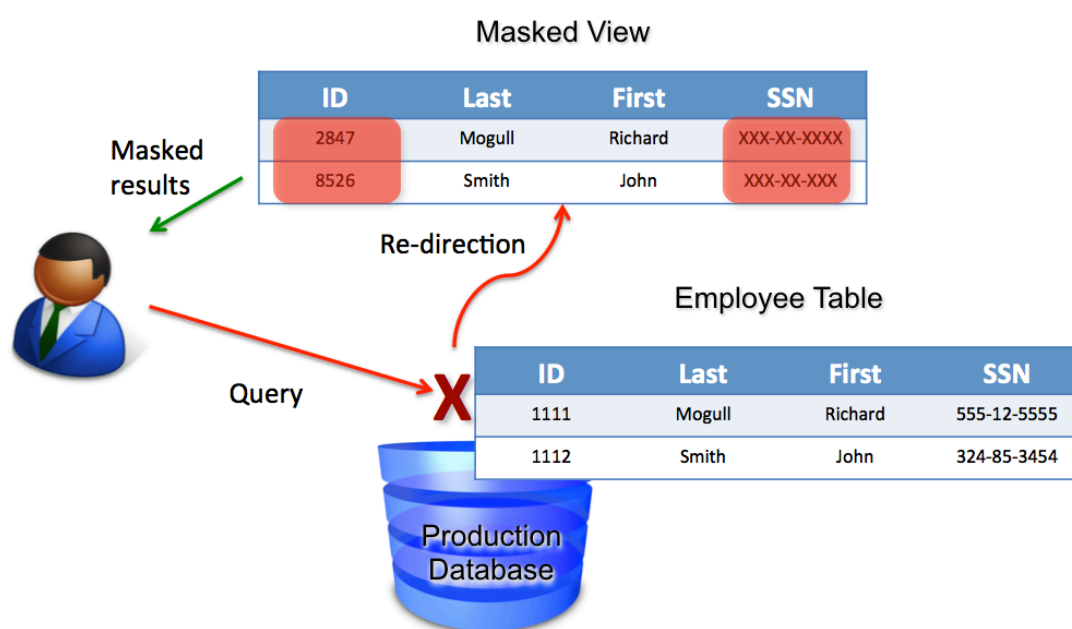 Masked View
ID Last First SSN
2847 Mogull Richard XXX-XX-XXXX
8526 Smith John XXX-XX-XXX
Masked
results
Re-direction
Employee Table
Query
X
ID Last First SSN
1111 Mogull Richard 555-12-5555
1112 Smith John 324-85-3454
Production
Database